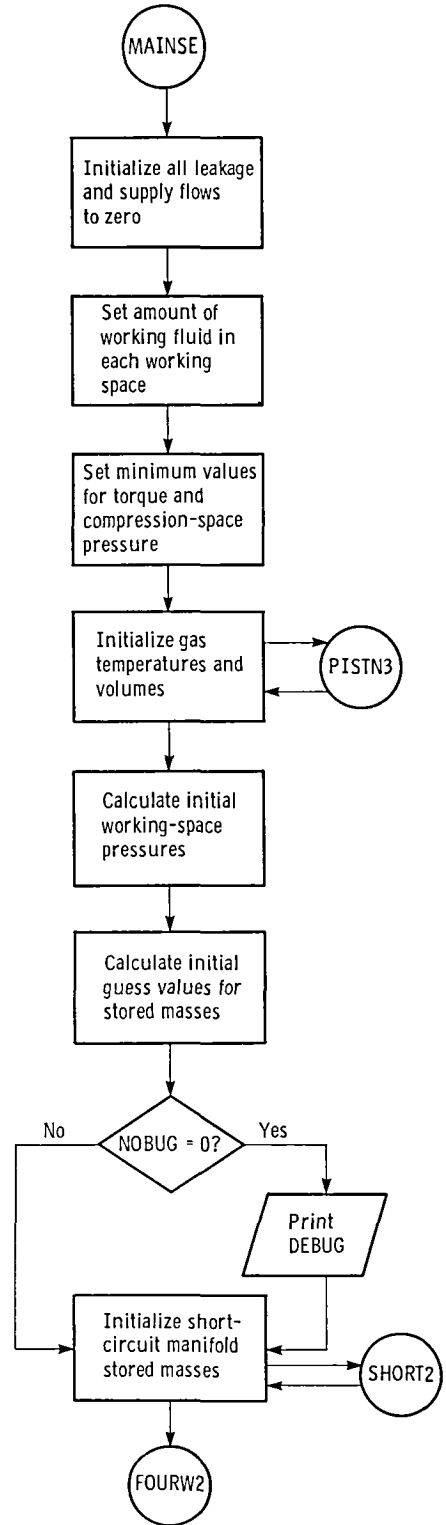 MAINSE
Initialize all leakage
and supply flows
to zero
Set amount of
working fluid in
each working
space
Set minimum values
for torque and
compression-space
pressure
Initialize gas
temperatures and
volumes
PISTN3
Calculate initial
working-space
pressures
Calculate initial
guess values for
stored masses
No
NOBUG = 0?
Yes
Print
DEBUG
Initialize short-
circuit manifold
stored masses
SHORT2
FOURW2